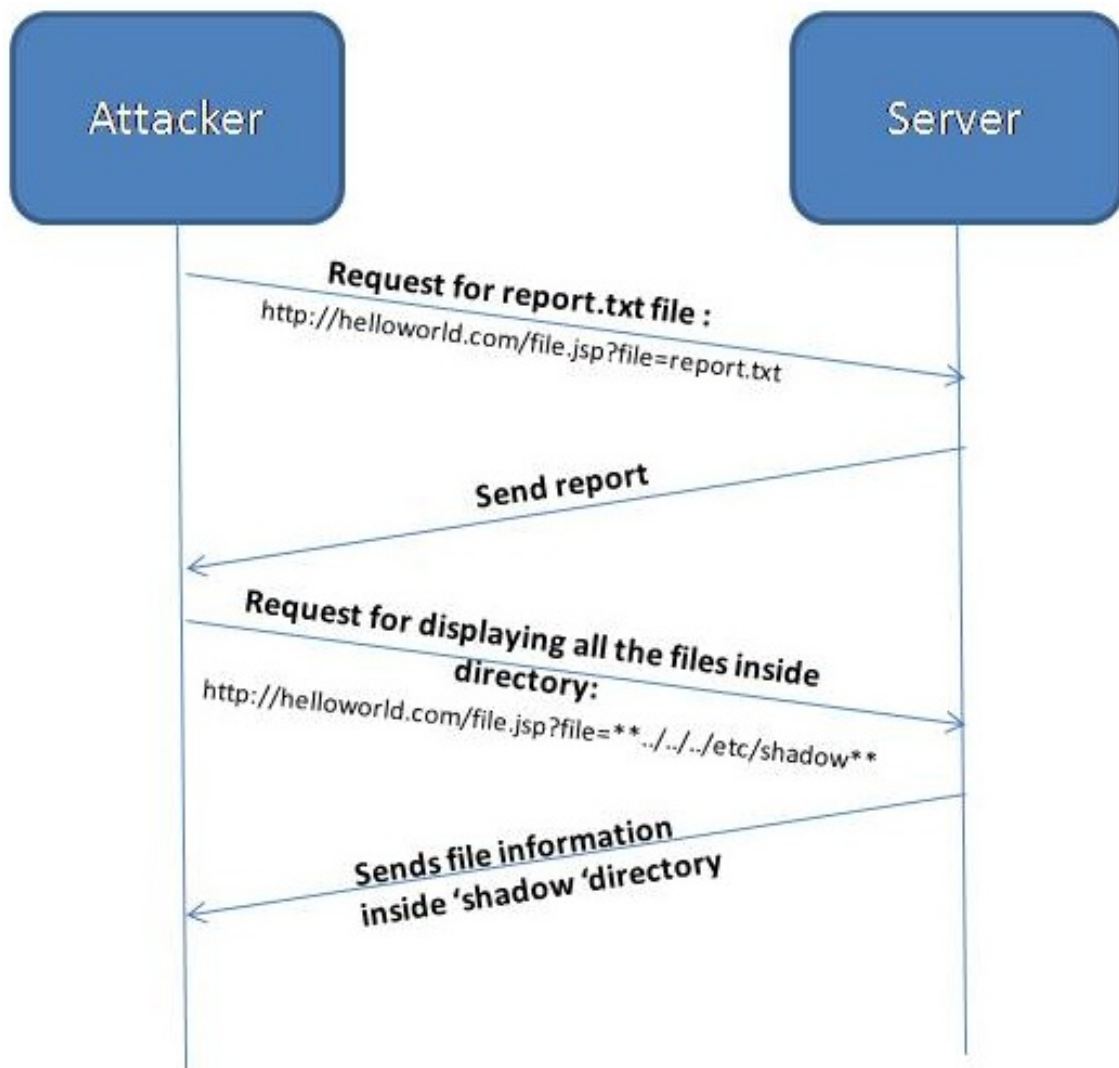 Attacker
Server
Request for report.txt file :
http://helloworld.com/file.jsp?file=report.txt
Send report
Request for displaying all the files inside
directory:
http://helloworld.com/file.jsp?file=**../../../etc/shadow**
Sends file information
inside ‘shadow ‘directory